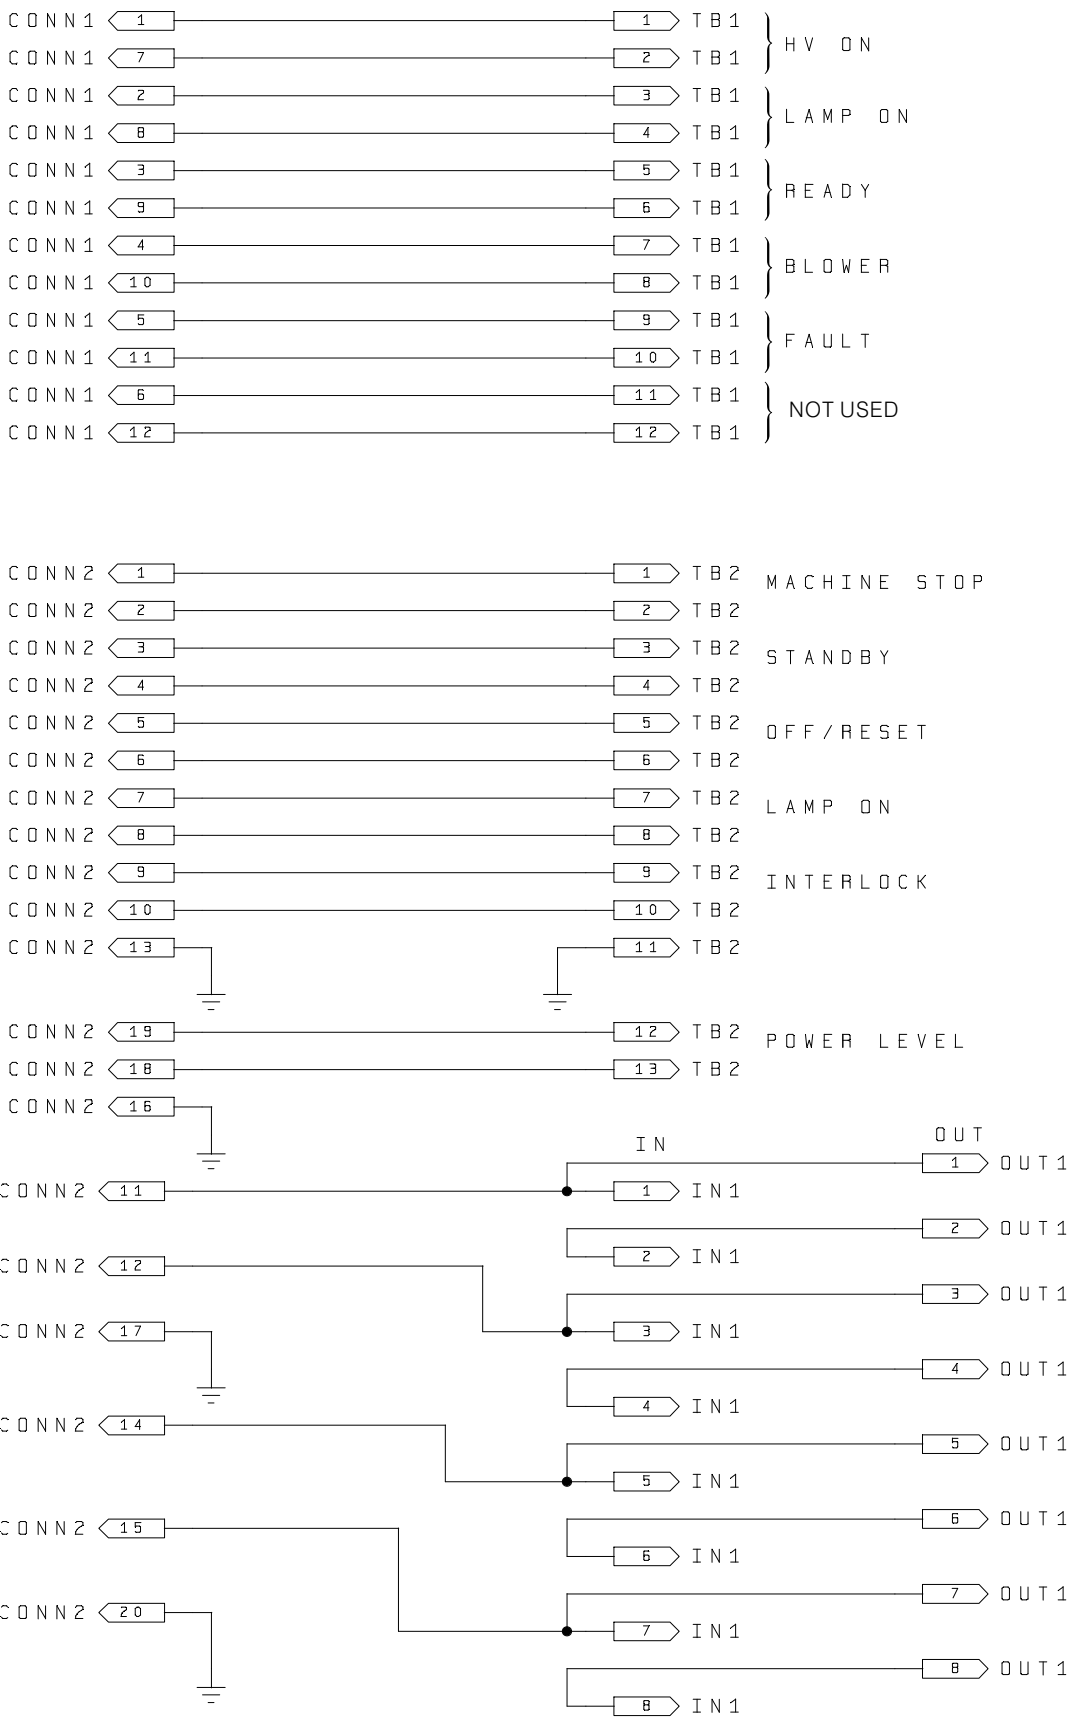 CONN1 1 1 TB1
HV ON
CONN1 7 2 TB1
CONN1 2 3 TB1
LAMP ON
CONN1 8 4 TB1
CONN1 3 5 TB1
READY
CONN1 9 6 TB1
CONN1 4 7 TB1
BLOWER
CONN1 10 8 TB1
CONN1 5 9 TB1
FAULT
CONN1 11 10 TB1
CONN1 6 11 TB1
NOT USED
CONN1 12 12 TB1
CONN2 1 1 TB2
MACHINE STOP
CONN2 2 2 TB2
CONN2 3 3 TB2
STANDBY
CONN2 4 4 TB2
CONN2 5 5 TB2
OFF/RESET
CONN2 6 6 TB2
CONN2 7 7 TB2
LAMP ON
CONN2 8 8 TB2
CONN2 9 9 TB2
INTERLOCK
CONN2 10 10 TB2
CONN2 13 11 TB2
CONN2 19 12 TB2
POWER LEVEL
CONN2 18 13 TB2
CONN2 16
IN
OUT
1 OUT1
CONN2 11 1 IN1
2 OUT1
2 IN1
CONN2 12
3 OUT1
CONN2 17 3 IN1
4 OUT1
4 IN1
CONN2 14
5 OUT1
5 IN1
6 OUT1
CONN2 15
6 IN1
7 OUT1
CONN2 20
7 IN1
8 OUT1
8 IN1